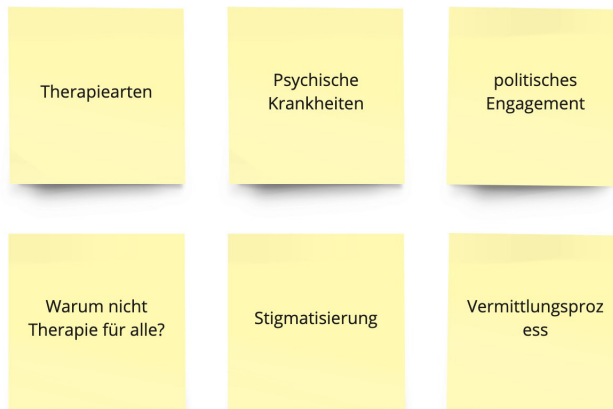 Therapiearten
Psychische
Krankheiten
politisches
Engagement
Warum nicht
Therapie für alle?
Stigmatisierung
Vermittlungsproz
ess